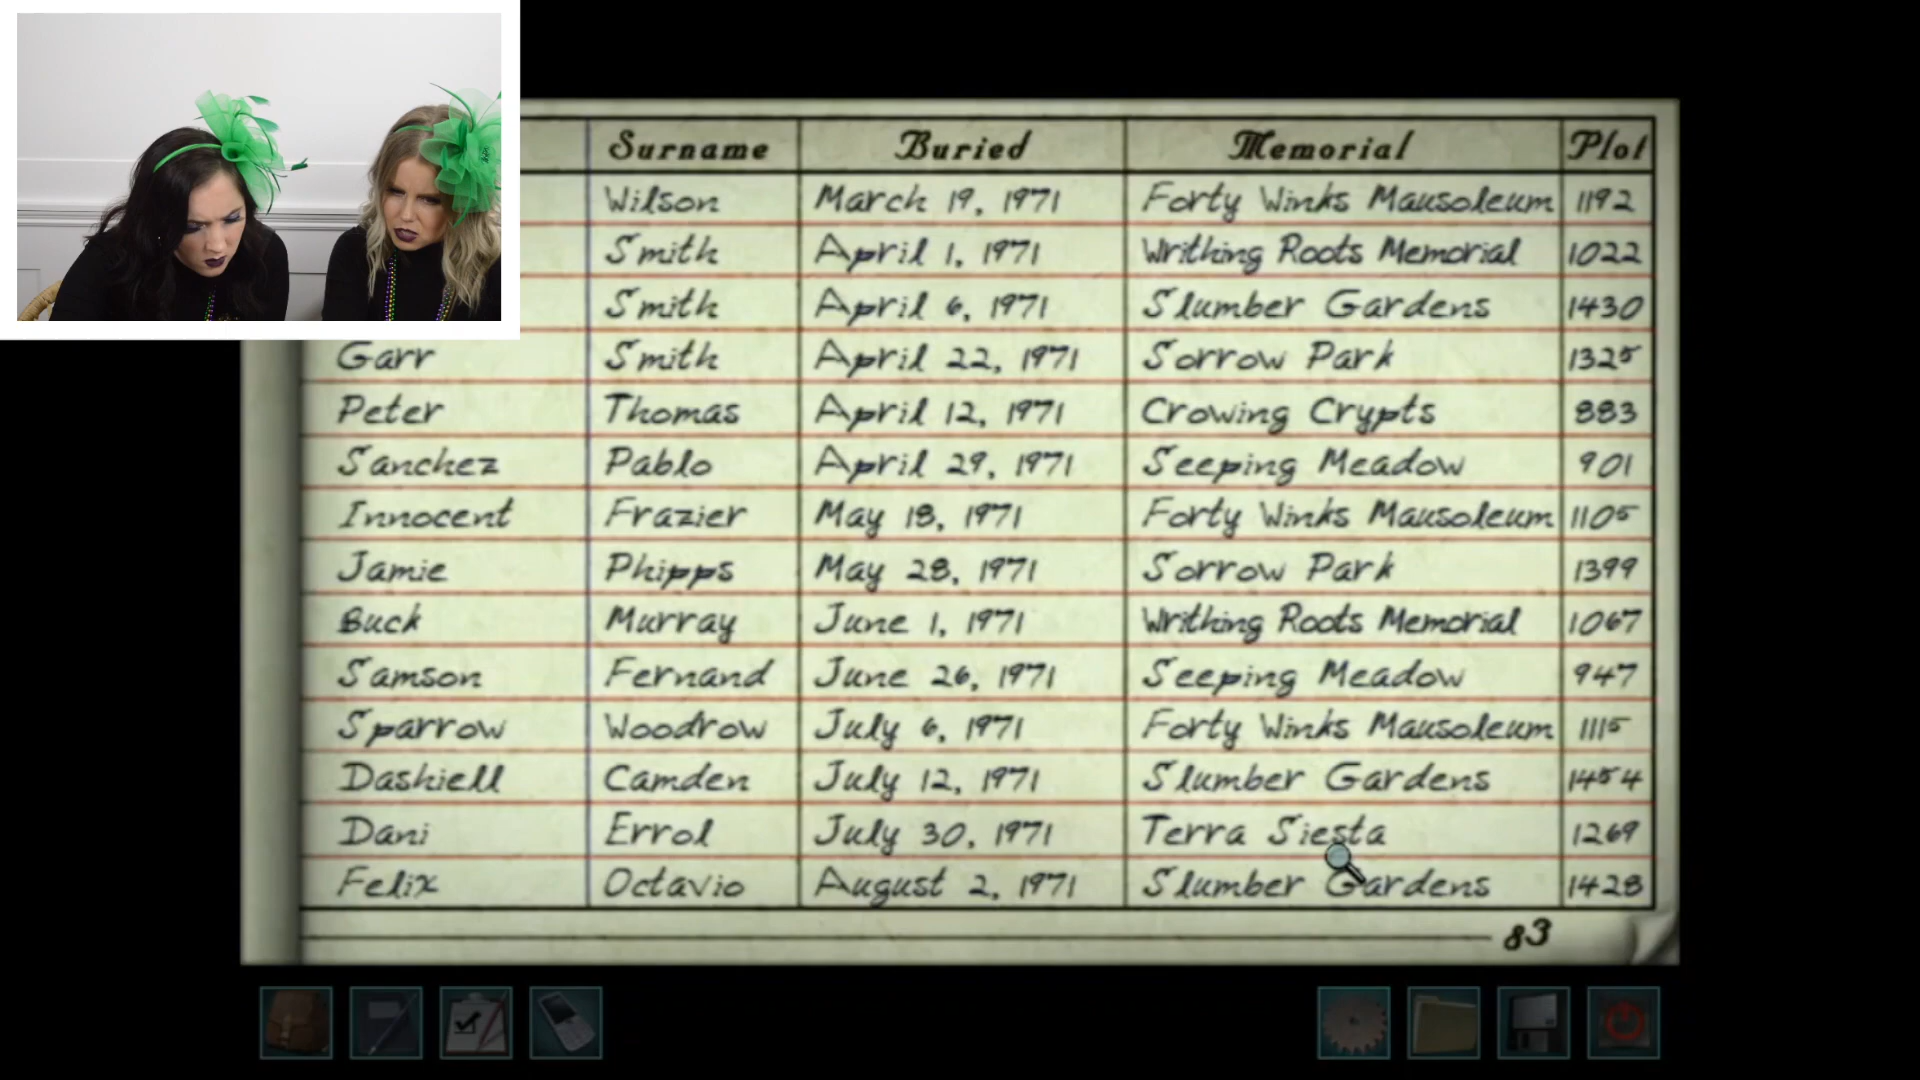 Surname Buried Memorial Plot
Wilson March 19, 1971 Forty Winks Mausoleum 1192
Smith April 1, 1971 Writhing Roots Memorial 1022
Smith April 6, 1971 Slumber Gardens 1430
Garr Smith April 22, 1971 Sorrow Park 1325
Peter Thomas April 12, 1971 Crowing Crypts 883
Sanchez Pablo April 29, 1971 Seeping Meadow 901
Innocent Frazier May 18, 1971 Forty Winks Mausoleum 1105
Jamie Phipps May 28, 1971 Sorrow Park 1399
Buck Murray June 1, 1971 Writhing Roots Memorial 1067
Samson Fernand June 26, 1971 Seeping Meadow 947
Sparrow Woodrow July 6, 1971 Forty Winks Mausoleum 1115
Dashiell Camden July 12, 1971 Slumber Gardens 1454
Dani Errol July 30, 1971 Terra Siesta 1269
Felix Octavio August 2, 1971 Slumber Gardens 1428
83